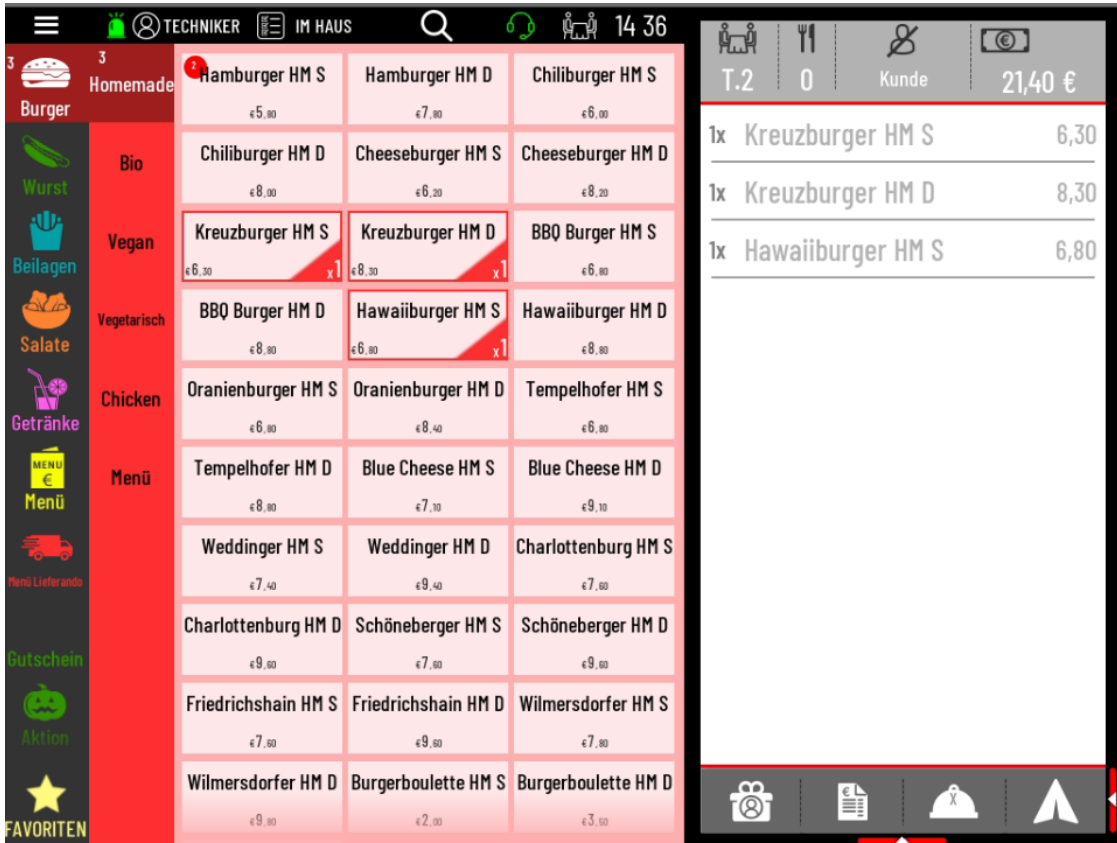 TECHNIKER IM HAUS 14 36
3 Burger
Wurst
Beilagen
Salate
Getränke
MENU
€
Menü
Menü Lieferando
Gutschein
Aktion
FAVORITEN
3
Homemade
Bio
Vegan
Vegetarisch
Chicken
Menü
2
Hamburger HM S Hamburger HM D Chiliburger HM S
€5,80 €7,80 €6,00
Chiliburger HM D Cheeseburger HM S Cheeseburger HM D
€8,00 €6,20 €8,20
Kreuzburger HM S Kreuzburger HM D BBQ Burger HM S
€6,30 x1 €8,30 x1 €6,80
BBQ Burger HM D Hawaiiburger HM S Hawaiiburger HM D
€8,80 €6,80 x1 €8,80
Oranienburger HM S Oranienburger HM D Tempelhofer HM S
€6,80 €8,40 €6,80
Tempelhofer HM D Blue Cheese HM S Blue Cheese HM D
€8,80 €7,10 €9,10
Weddinger HM S Weddinger HM D Charlottenburg HM S
€7,40 €9,40 €7,60
Charlottenburg HM D Schöneberger HM S Schöneberger HM D
€9,60 €7,60 €9,60
Friedrichshain HM S Friedrichshain HM D Wilmersdorfer HM S
€7,60 €9,60 €7,80
Wilmersdorfer HM D Burgerboulette HM S Burgerboulette HM D
€9,80 €2,00 €3,50
T.2 0 Kunde 21,40 €
1x Kreuzburger HM S 6,30
1x Kreuzburger HM D 8,30
1x Hawaiiburger HM S 6,80
€ X